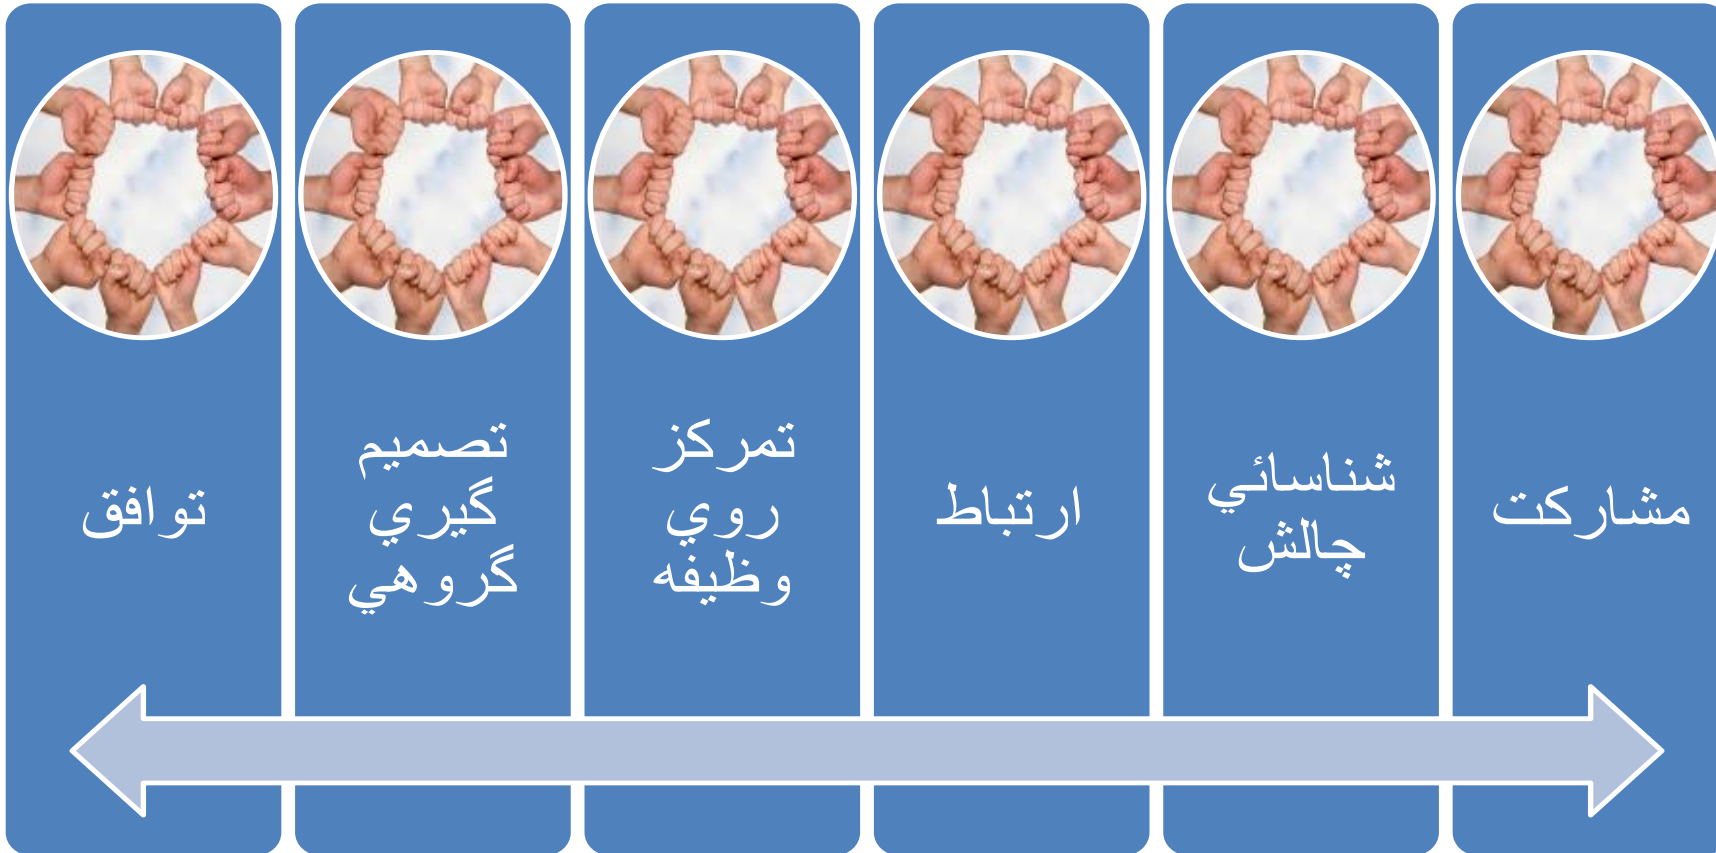 مشاركت
شناسائي
چالش
ارتباط
تمركز
روي
وظيفه
تصميم
گيري
گروهي
توافق